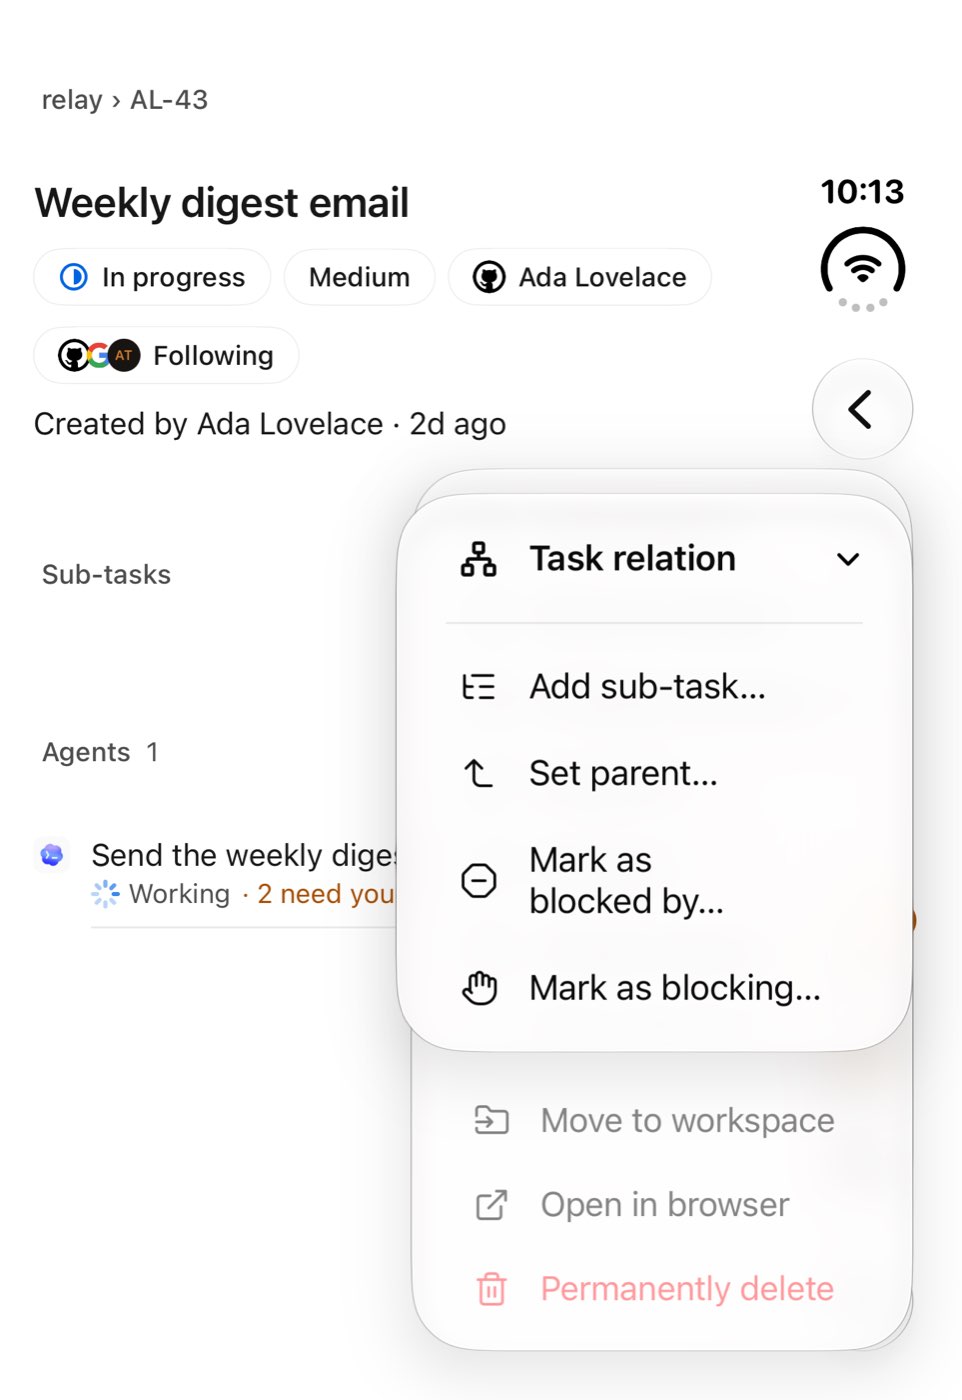 relay › AL-43
Weekly digest email
10:13
In progress
Medium
Ada Lovelace
AT
Following
Created by Ada Lovelace · 2d ago
Task relation
Sub-tasks
Add sub-task...
Agents 1
Set parent...
Send the weekly
Working · 2 need you
Mark as
blocked by...
Mark as blocking...
Move to workspace
Open in browser
Permanently delete